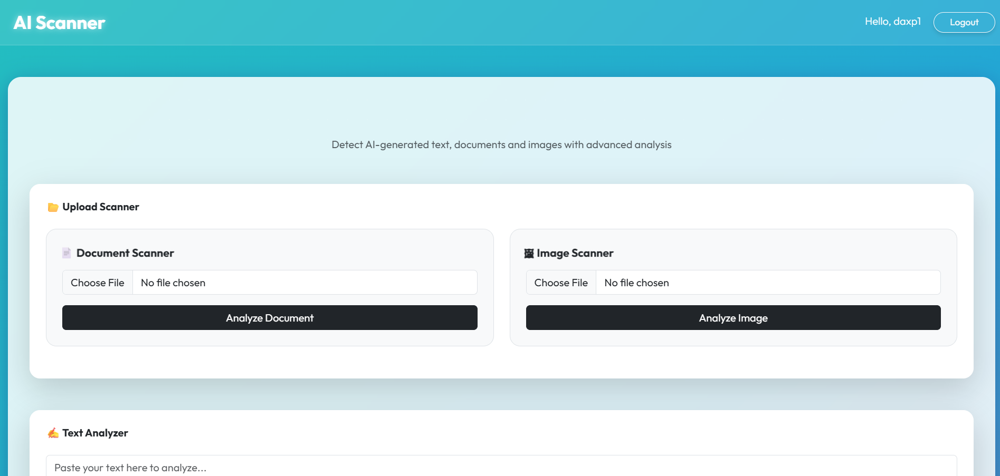 AI Scanner
Hello, daxp1
Logout
Detect AI-generated text, documents and images with advanced analysis
Upload Scanner
Document Scanner
Choose File No file chosen
Analyze Document
Image Scanner
Choose File No file chosen
Analyze Image
Text Analyzer
Paste your text here to analyze...